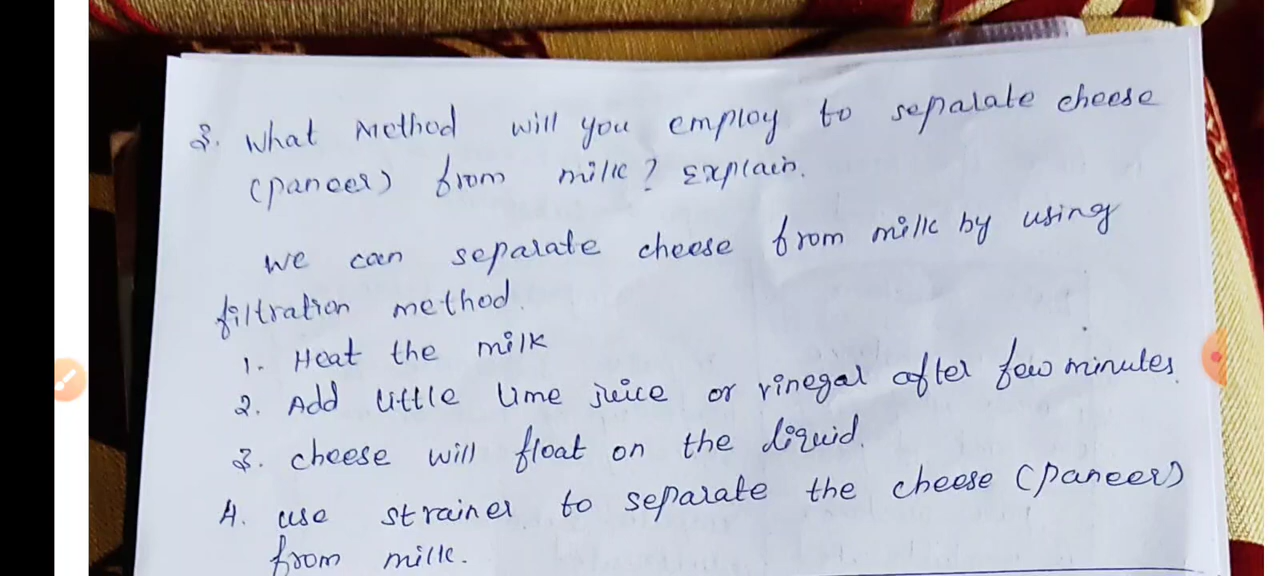 3. What Method will you employ to separate cheese
(paneer) from milk? Explain.
We can separate cheese from milk by using
filtration method.
1. Heat the milk
2. Add little lime juice or vinegar after few minutes.
3. cheese will float on the liquid.
4. use strainer to separate the cheese (paneer)
from milk.